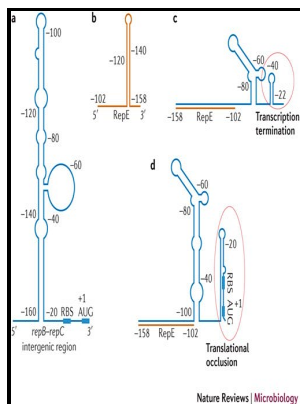 a
−100
−120
−80
−60
−140
−40
−160
−20
RBS
+1
AUG
5′
3′
repB–repC
intergenic region
b
−120
−140
−102
−158
5′
RepE
3′
c
−60
−40
−80
−22
−158
RepE
−102
Transcription
termination
d
−60
−80
−20
−40
RBS
AUG
+1
−100
−158
RepE
−102
Translational
occlusion
Nature Reviews | Microbiology